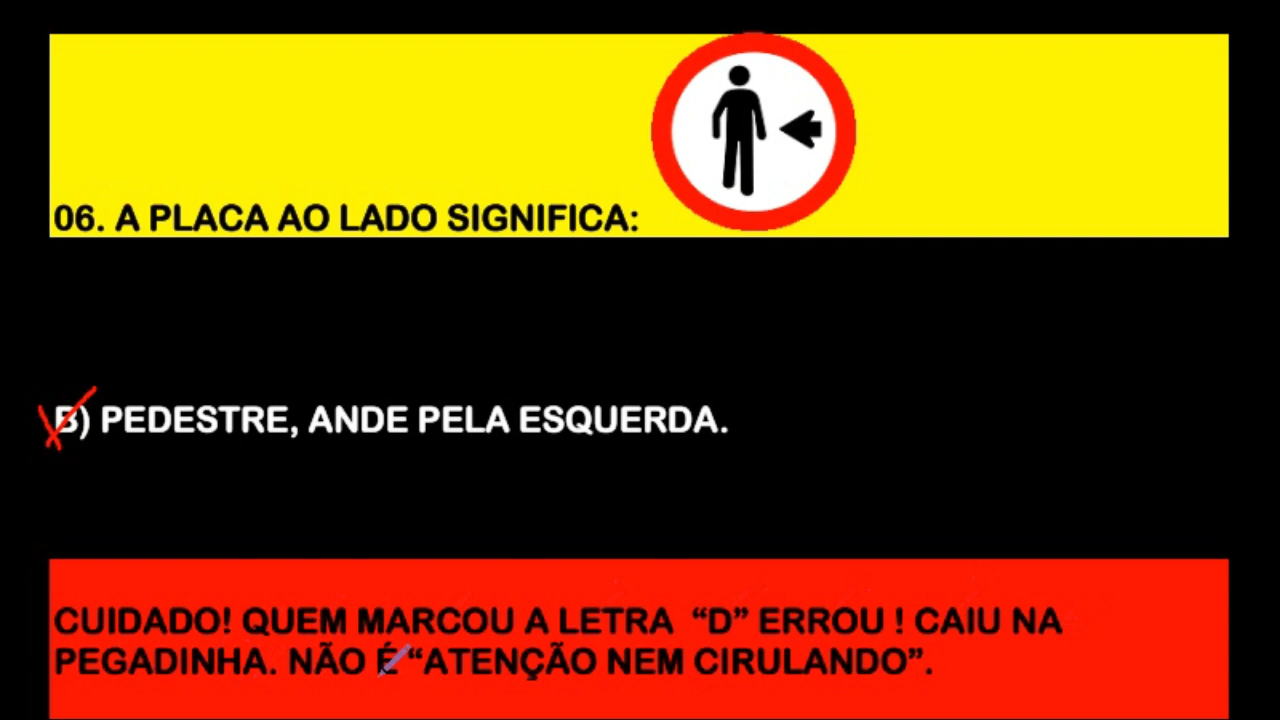 06. A PLACA AO LADO SIGNIFICA:
B) PEDESTRE, ANDE PELA ESQUERDA.
CUIDADO! QUEM MARCOU A LETRA “D” ERROU ! CAIU NA
PEGADINHA. NÃO É “ATENÇÃO NEM CIRULANDO”.